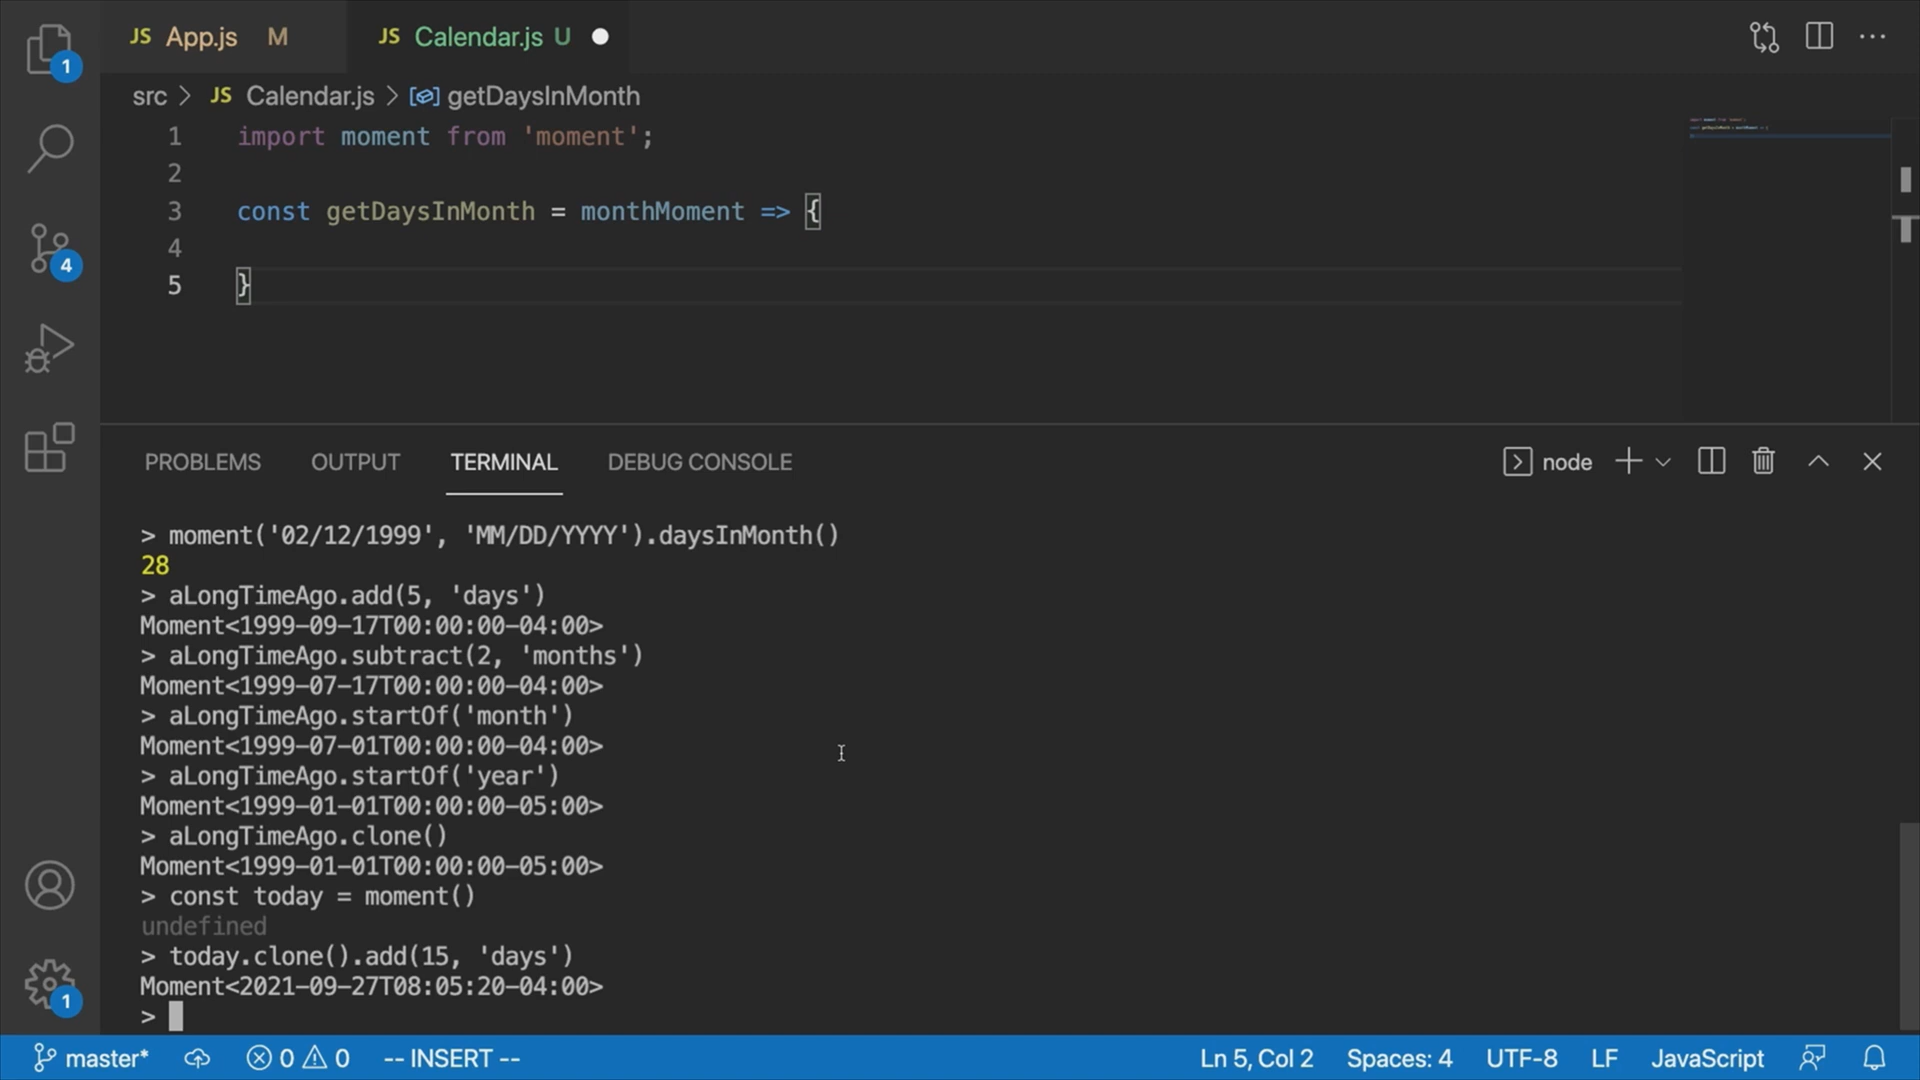 JS App.js M JS Calendar.js U
1
src > JS Calendar.js > getDaysInMonth
1 import moment from 'moment';
2
3 const getDaysInMonth = monthMoment => {
4
4
5 }
PROBLEMS OUTPUT TERMINAL DEBUG CONSOLE node
> moment('02/12/1999', 'MM/DD/YYYY').daysInMonth()
28
> aLongTimeAgo.add(5, 'days')
Moment<1999-09-17T00:00:00-04:00>
> aLongTimeAgo.subtract(2, 'months')
Moment<1999-07-17T00:00:00-04:00>
> aLongTimeAgo.startOf('month')
Moment<1999-07-01T00:00:00-04:00>
> aLongTimeAgo.startOf('year')
Moment<1999-01-01T00:00:00-05:00>
> aLongTimeAgo.clone()
Moment<1999-01-01T00:00:00-05:00>
> const today = moment()
undefined
> today.clone().add(15, 'days')
Moment<2021-09-27T08:05:20-04:00>
1
>
master* 0 0 -- INSERT -- Ln 5, Col 2 Spaces: 4 UTF-8 LF JavaScript